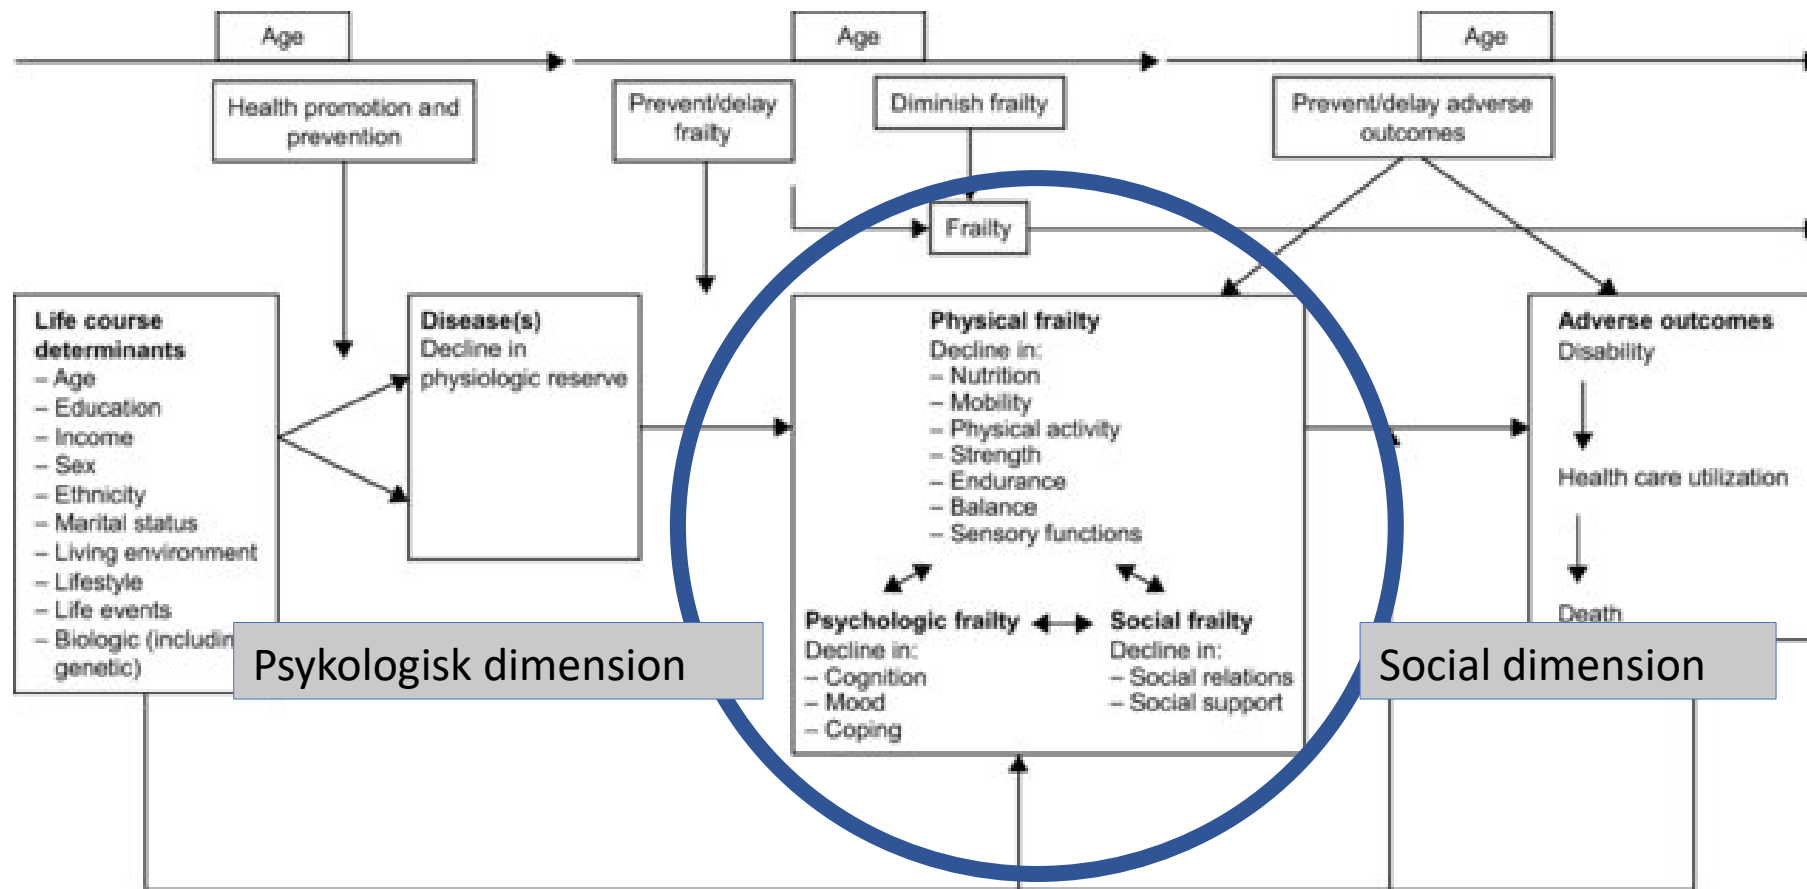 Age
Age
Age
Health promotion and
prevention
Prevent/delay
frailty
Diminish frailty
Prevent/delay adverse
outcomes
Frailty
Life course
determinants
– Age
– Education
– Income
– Sex
– Ethnicity
– Marital status
– Living environment
– Lifestyle
– Life events
– Biologic (includin
genetic)
Disease(s)
Decline in
physiologic reserve
Physical frailty
Decline in:
– Nutrition
– Mobility
– Physical activity
– Strength
– Endurance
– Balance
– Sensory functions
Psychologic frailty
Decline in:
– Cognition
– Mood
– Coping
Social frailty
Decline in:
– Social relations
– Social support
Adverse outcomes
Disability
Health care utilization
Death
Psykologisk dimension
Social dimension